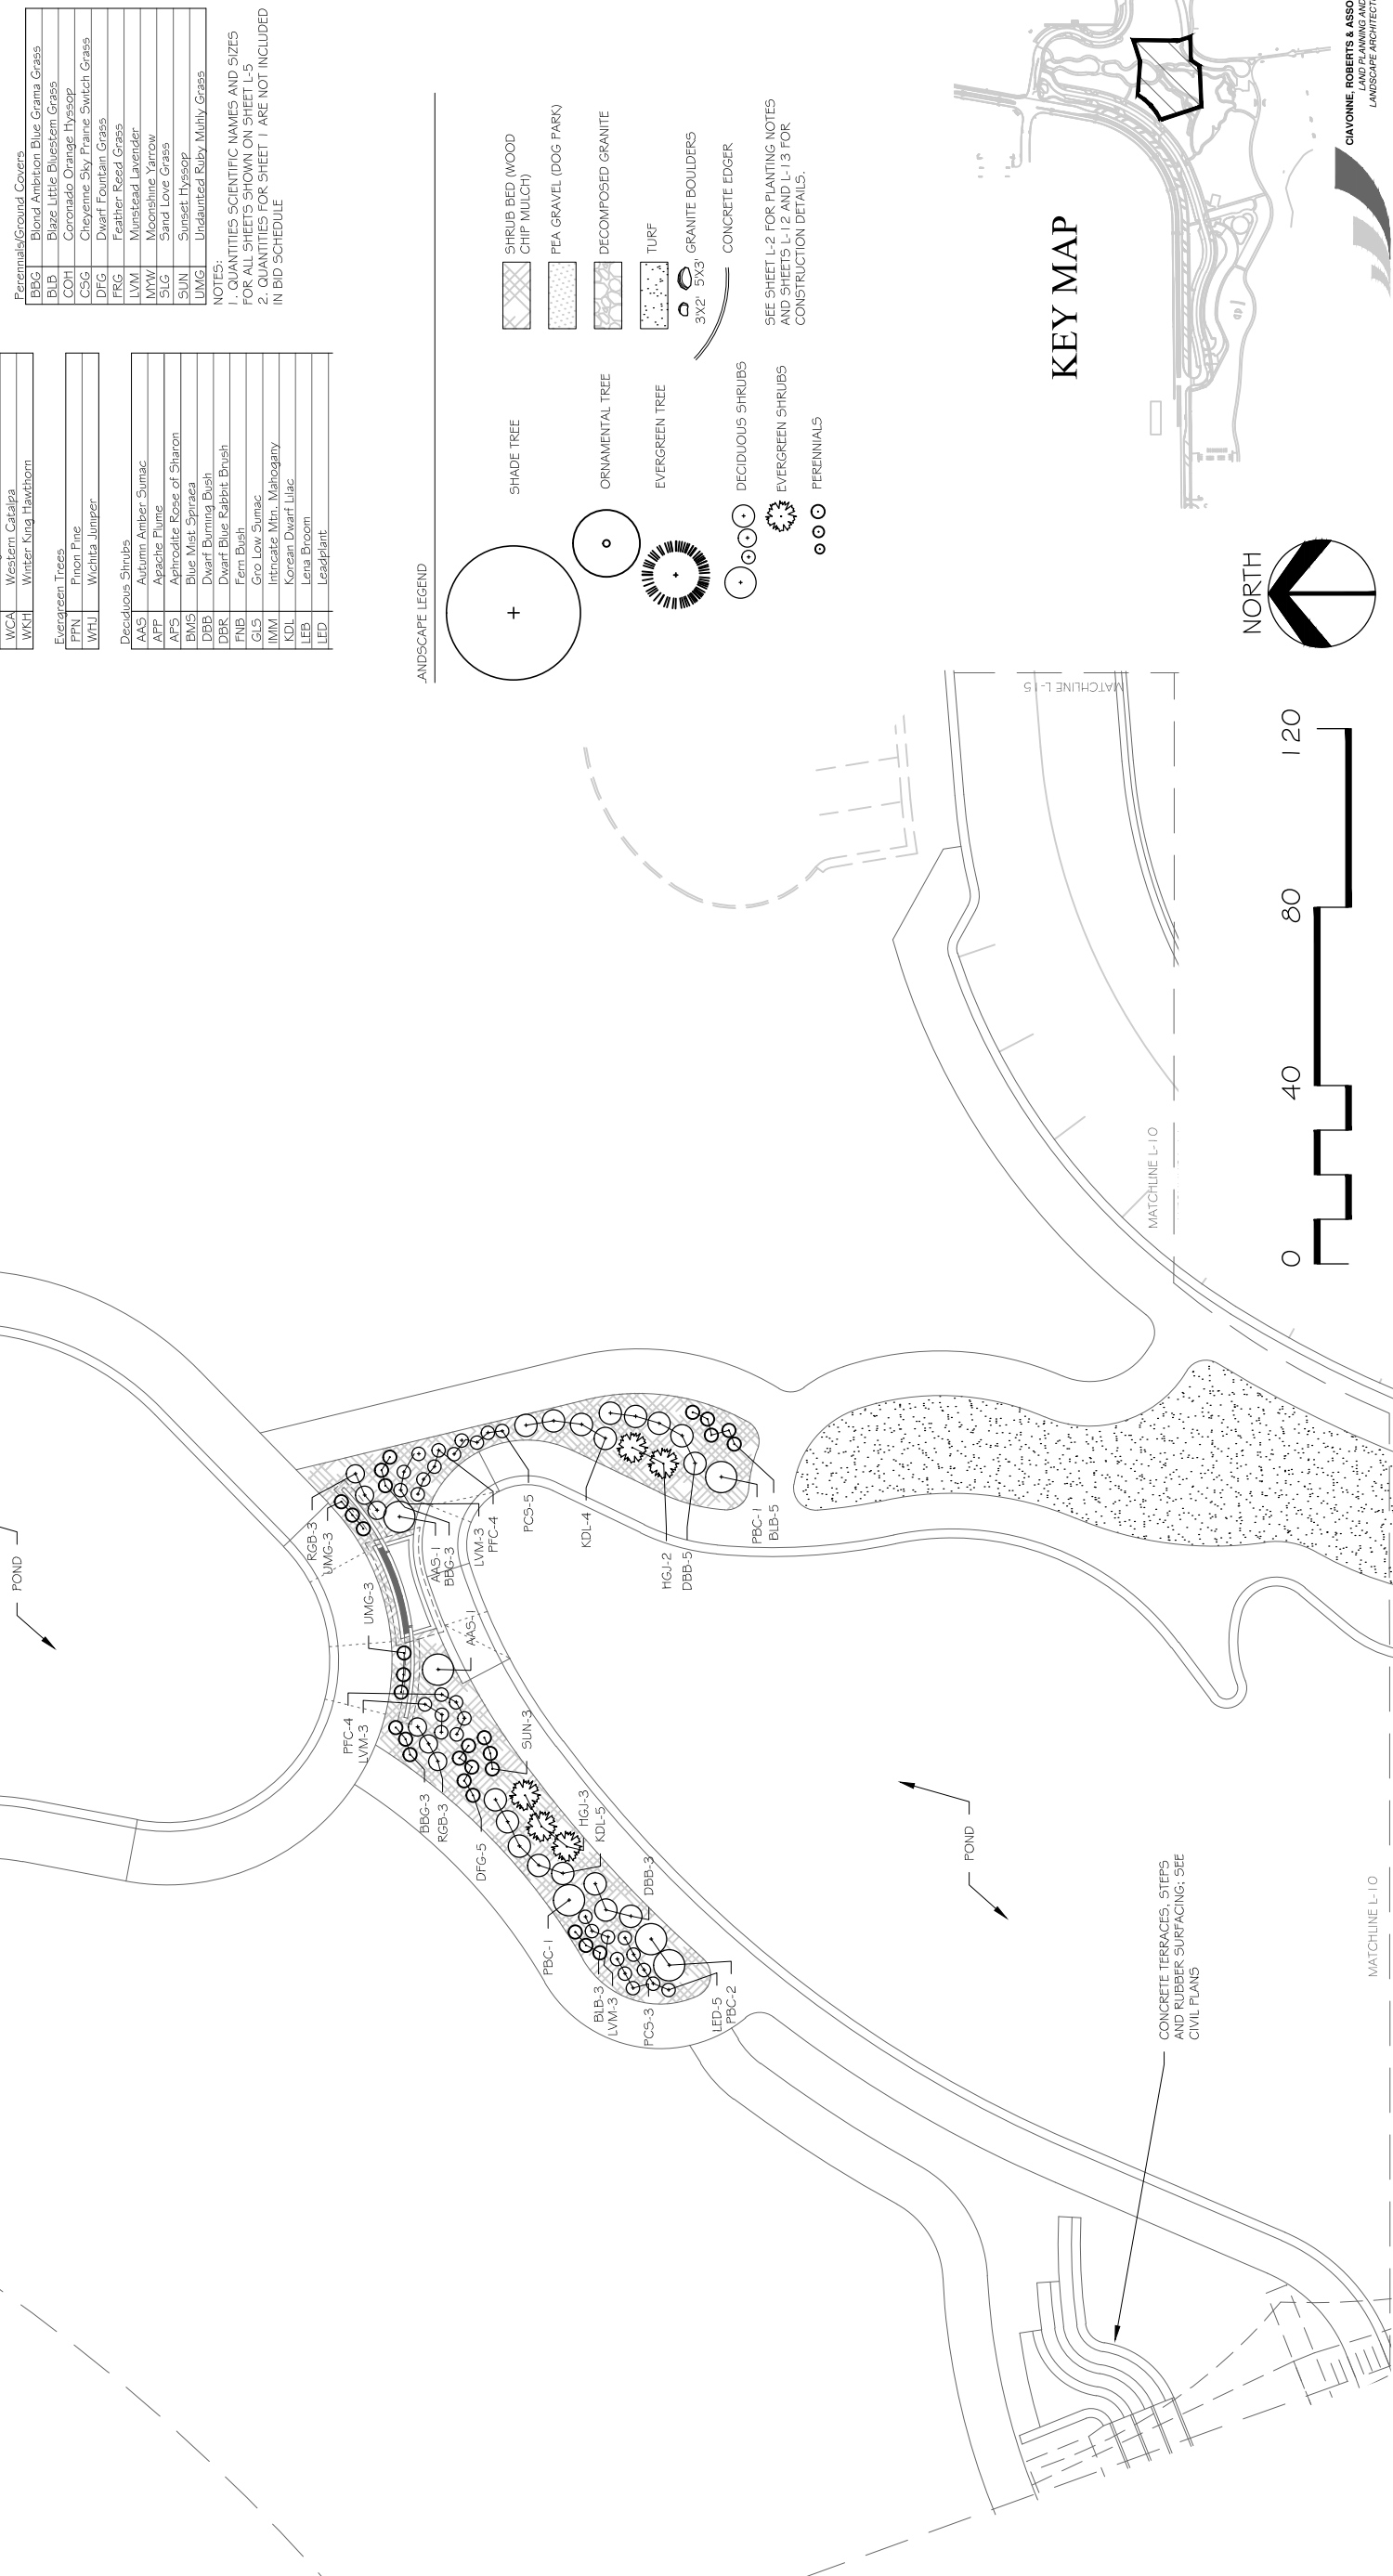 WCA Western Catalpa
WKH Winter King Hawthorn
Evergreen Trees
PPN Pinon Pine
WHJ Wichita Juniper
Deciduous Shrubs
AAS Autumn Amber Sumac
APP Apache Plume
APS Aphrodite Rose of Sharon
BMS Blue Mist Spiraea
DBB Dwarf Burning Bush
DBR Dwarf Blue Rabbit Brush
FNB Fern Bush
GLS Gro Low Sumac
IMM Intricate Mtn. Mahogany
KDL Korean Dwarf Lilac
LEB Lena Broom
LED Leadplant
Perennials/Ground Covers
BBG Blond Ambition Blue Grama Grass
BLB Blaze Little Bluestem Grass
COH Coronado Orange Hyssop
CSG Cheyenne Sky Prairie Switch Grass
DFG Dwarf Fountain Grass
FRG Feather Reed Grass
LVM Munstead Lavender
MYW Moonshine Yarrow
SLG Sand Love Grass
SUN Sunset Hyssop
UMG Undaunted Ruby Muhly Grass
NOTES:
1. QUANTITIES SCIENTIFIC NAMES AND SIZES
FOR ALL SHEETS SHOWN ON SHEET L-5
2. QUANTITIES FOR SHEET 1 ARE NOT INCLUDED
IN BID SCHEDULE
ANDSCAPE LEGEND
SHADE TREE
ORNAMENTAL TREE
EVERGREEN TREE
DECIDUOUS SHRUBS
EVERGREEN SHRUBS
PERENNIALS
SHRUB BED (WOOD
CHIP MULCH)
PEA GRAVEL (DOG PARK)
DECOMPOSED GRANITE
TURF
3'X2' 5'X3' GRANITE BOULDERS
CONCRETE EDGER
SEE SHEET L-2 FOR PLANTING NOTES
AND SHEETS L-12 AND L-13 FOR
CONSTRUCTION DETAILS.
KEY MAP
CIAVONNE, ROBERTS & ASSO
LAND PLANNING AND
LANDSCAPE ARCHITECT
NORTH
0 40 80 120
MATCHLINE L-15
MATCHLINE L-10
MATCHLINE L-10
POND
POND
RGB-3
UMG-3
UMG-3
AAS-1
BBG-3
LVM-3
PFC-4
PCS-5
KDL-4
HGJ-2
DBB-5
PBC-1
BLB-5
AAS-1
PFC-4
LVM-3
BBG-3
RGB-3
SUN-3
DFG-5
HGJ-3
KDL-5
DBB-3
PBC-1
BLB-3
LVM-3
PCS-3
LED-5
PBC-2
CONCRETE TERRACES, STEPS
AND RUBBER SURFACING; SEE
CIVIL PLANS